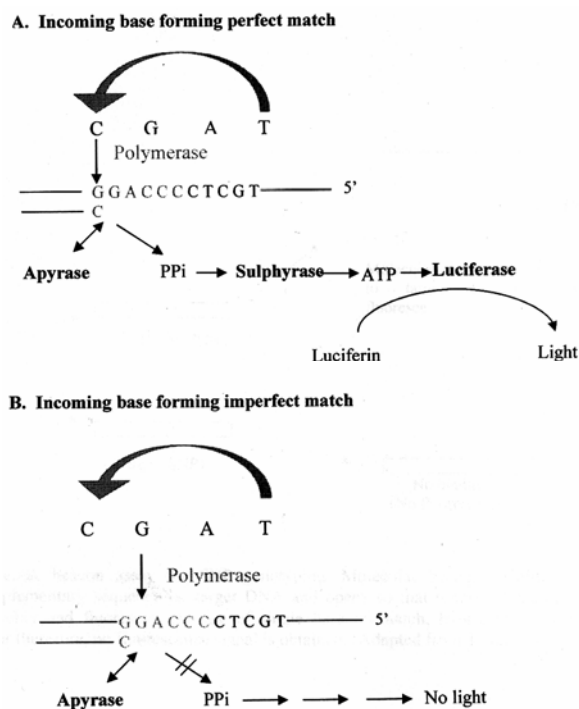 A. Incoming base forming perfect match
C G A T
Polymerase
GGACCCCTCGT 5'
C
Apyrase PPi Sulphyrase ATP Luciferase
Luciferin Light
B. Incoming base forming imperfect match
C G A T
Polymerase
GGACCCCTCGT 5'
C
Apyrase PPi No light